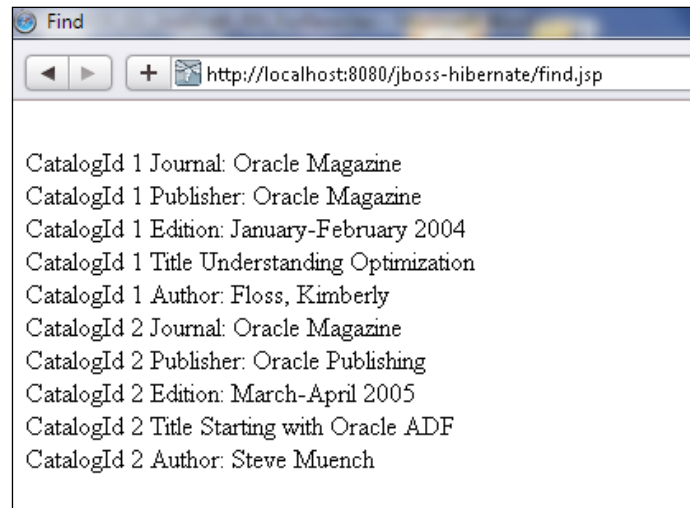 Find
http://localhost:8080/jboss-hibernate/find.jsp
CatalogId 1 Journal: Oracle Magazine
CatalogId 1 Publisher: Oracle Magazine
CatalogId 1 Edition: January-February 2004
CatalogId 1 Title Understanding Optimization
CatalogId 1 Author: Floss, Kimberly
CatalogId 2 Journal: Oracle Magazine
CatalogId 2 Publisher: Oracle Publishing
CatalogId 2 Edition: March-April 2005
CatalogId 2 Title Starting with Oracle ADF
CatalogId 2 Author: Steve Muench